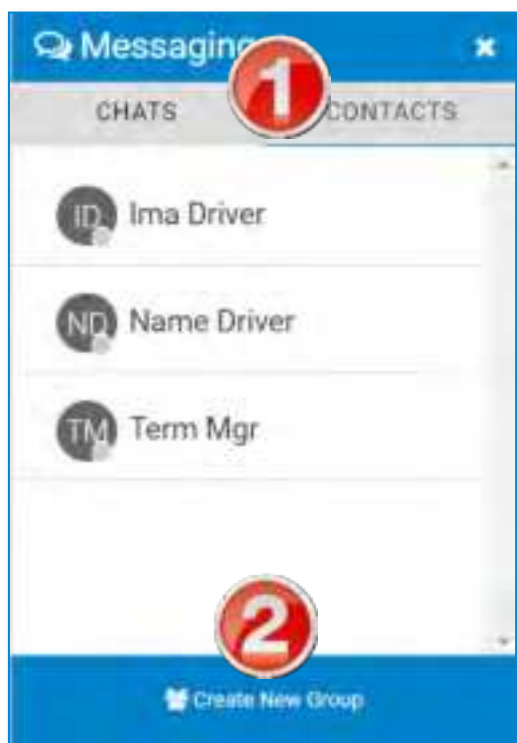 Messaging
1
CHATS CONTACTS
ID Ima Driver
ND Name Driver
TM Term Mgr
2
Create New Group